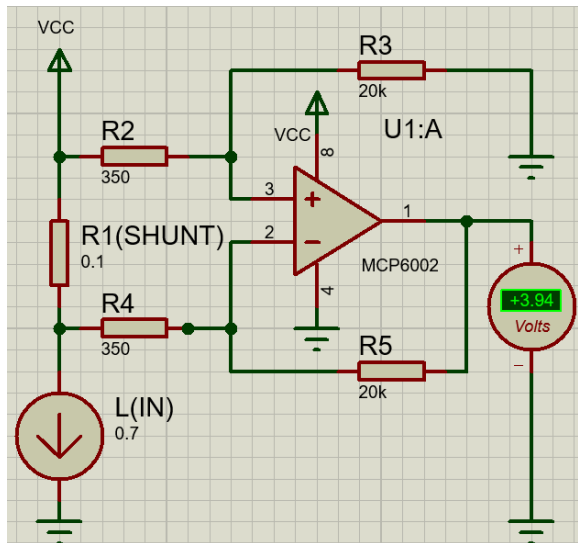 VCC
R3
20k
R2
350
VCC
U1:A
8
3
+
1
2
−
MCP6002
4
R1(SHUNT)
0.1
+
+3.94
Volts
−
R4
350
R5
20k
L(IN)
0.7